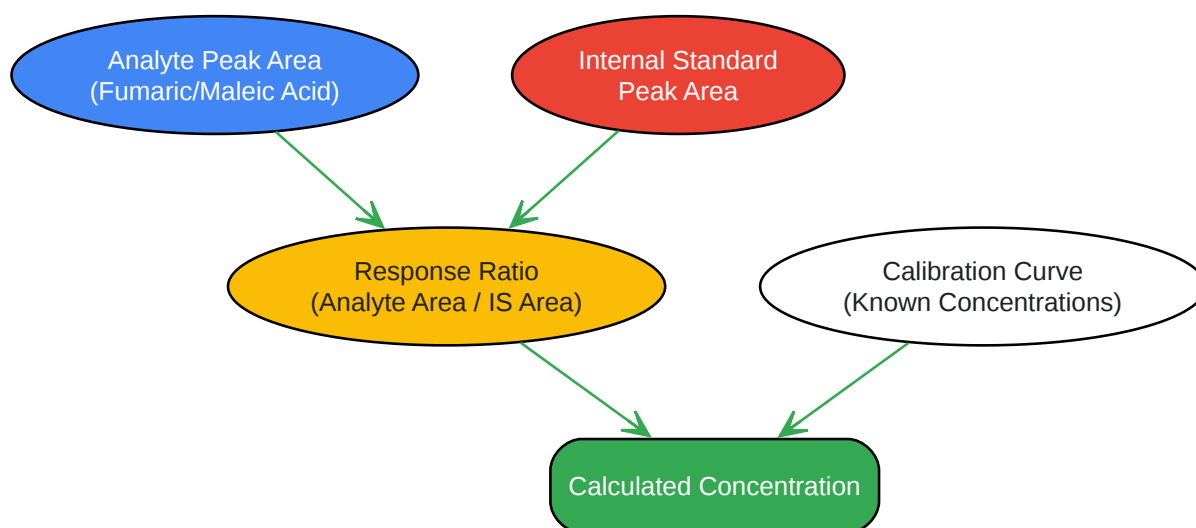 Analyte Peak Area
(Fumaric/Maleic Acid)
Internal Standard
Peak Area
Response Ratio
(Analyte Area / IS Area)
Calibration Curve
(Known Concentrations)
Calculated Concentration